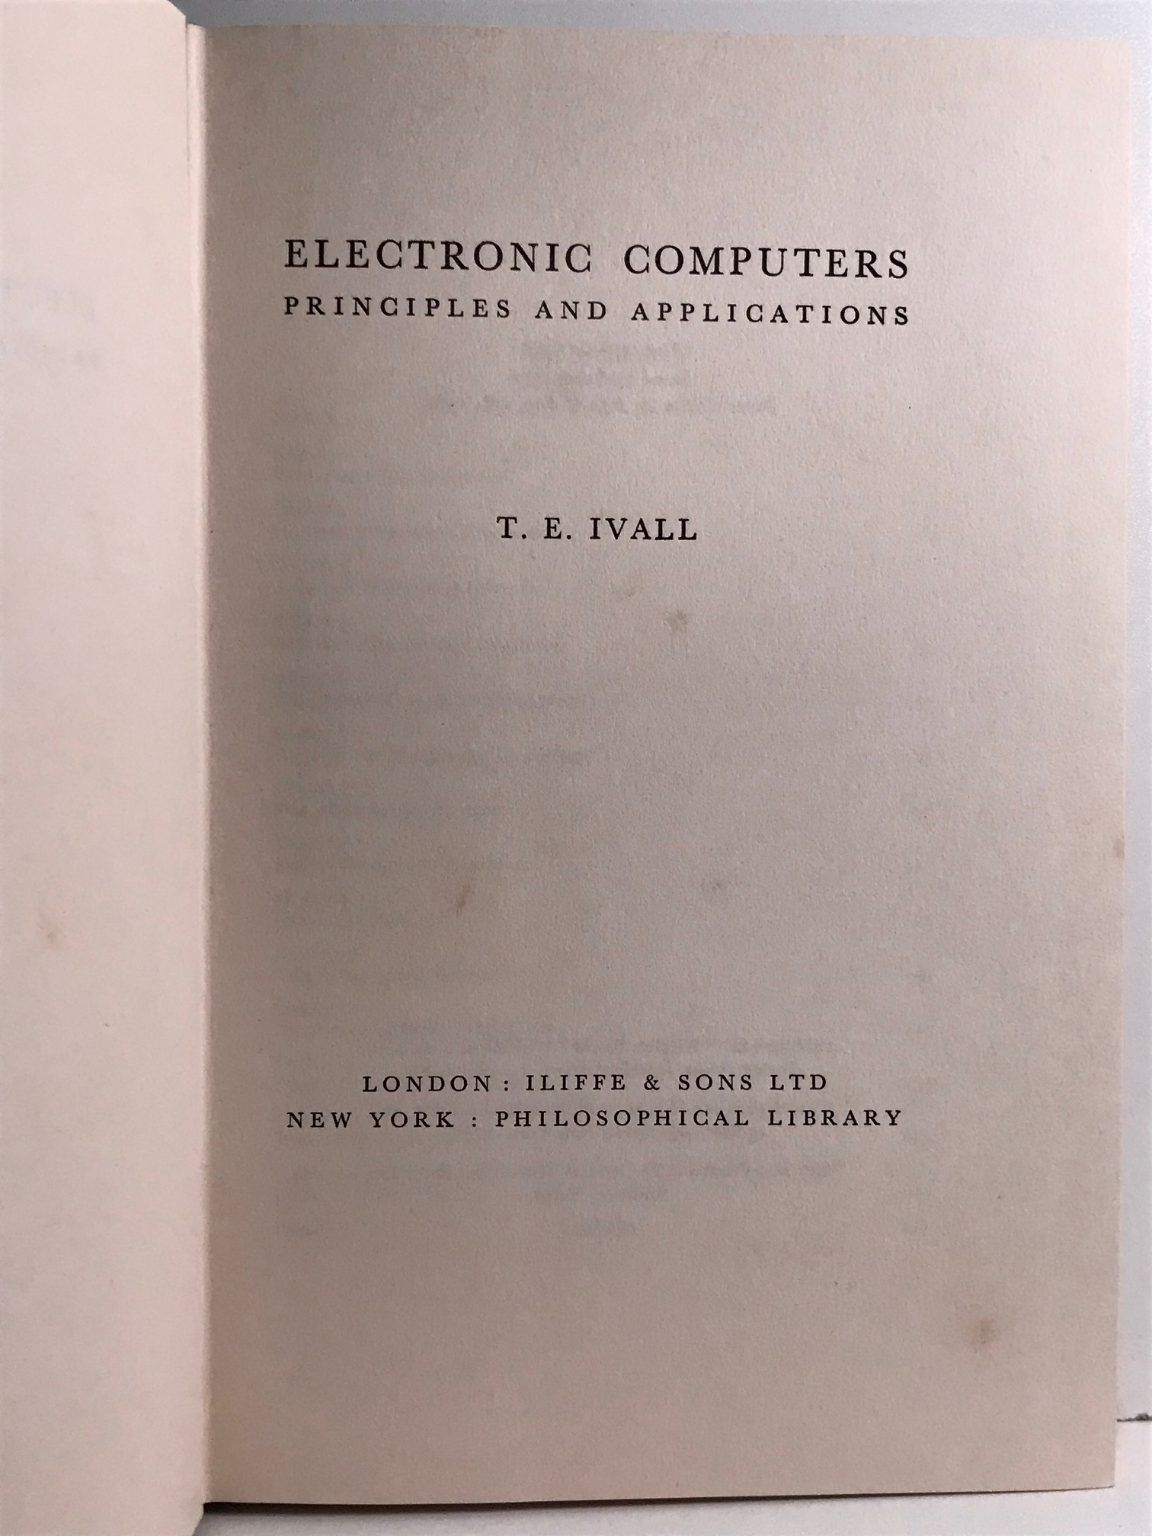 ELECTRONIC COMPUTERS
PRINCIPLES AND APPLICATIONS
T. E. IVALL
LONDON : ILIFFE & SONS LTD
NEW YORK : PHILOSOPHICAL LIBRARY